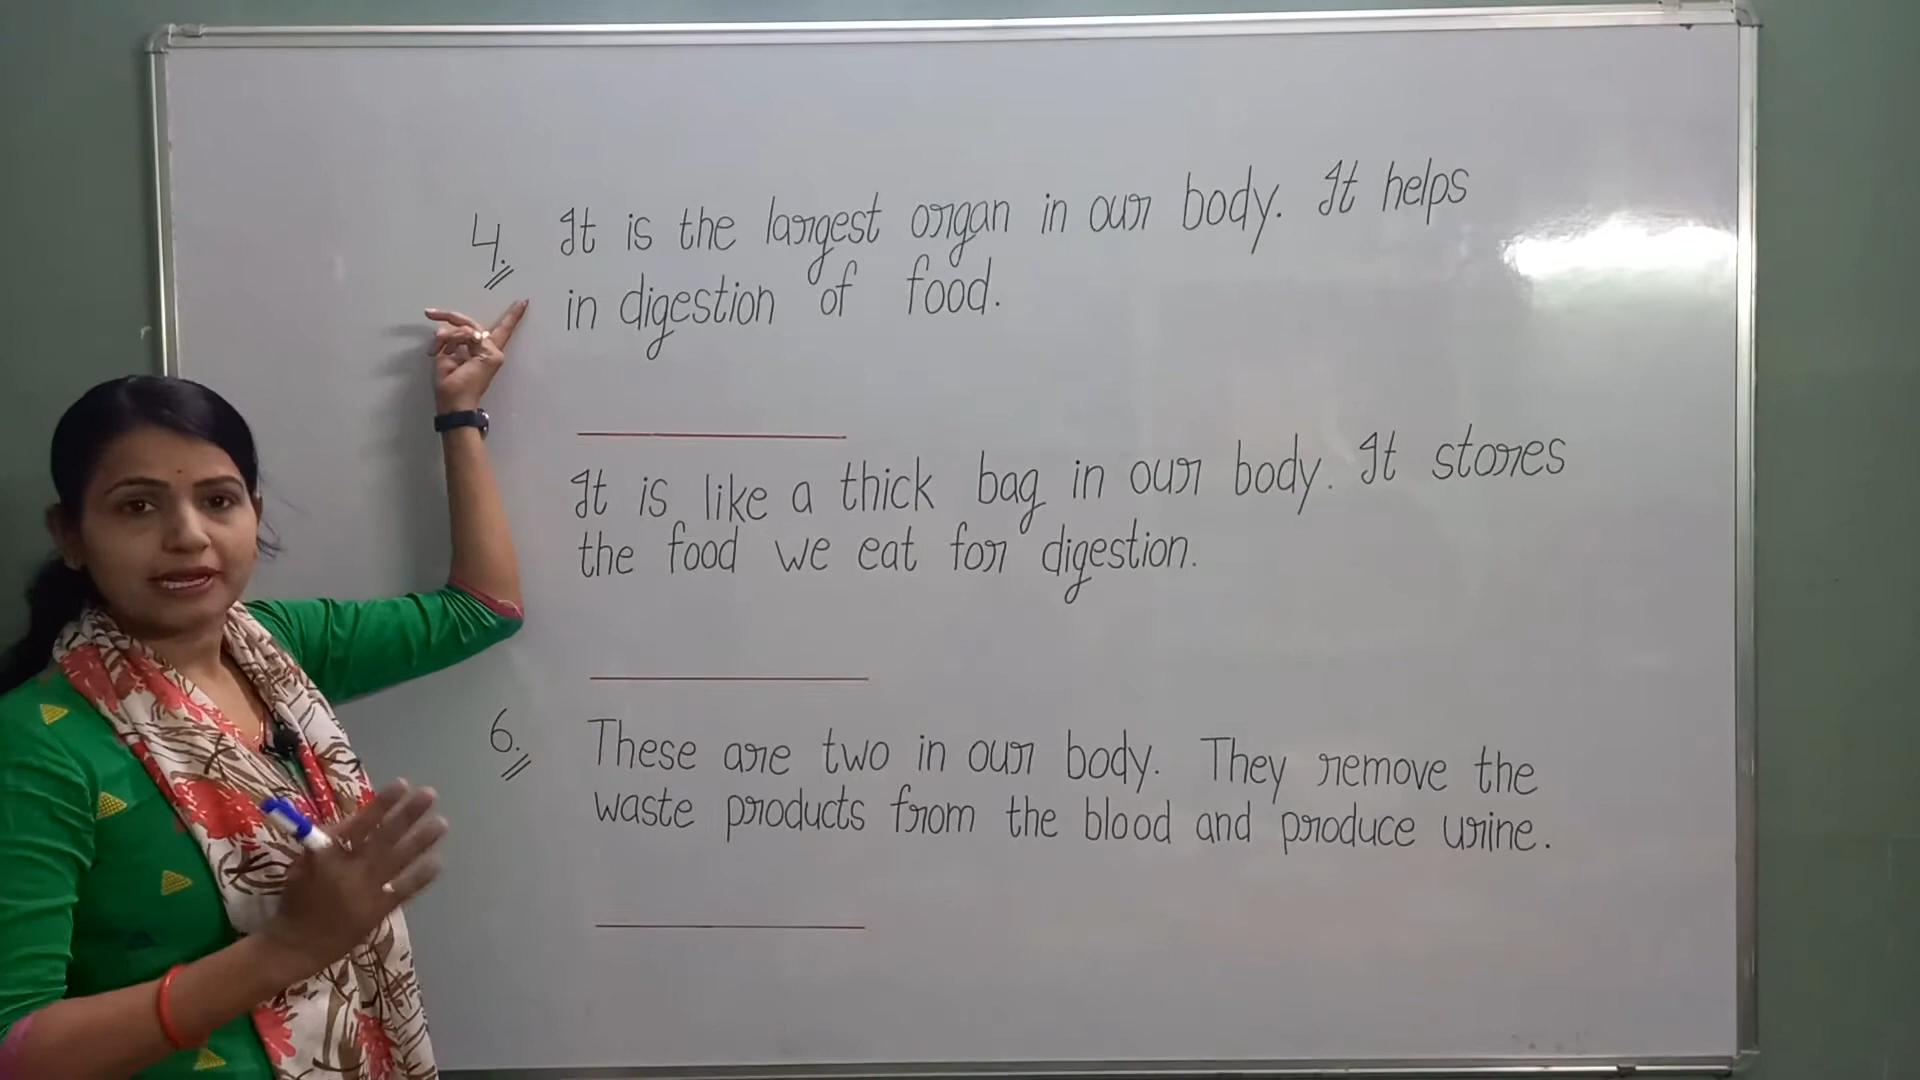 4. It is the largest organ in our body. It helps
in digestion of food.
It is like a thick bag in our body. It stores
the food we eat for digestion.
6. These are two in our body. They remove the
waste products from the blood and produce urine.